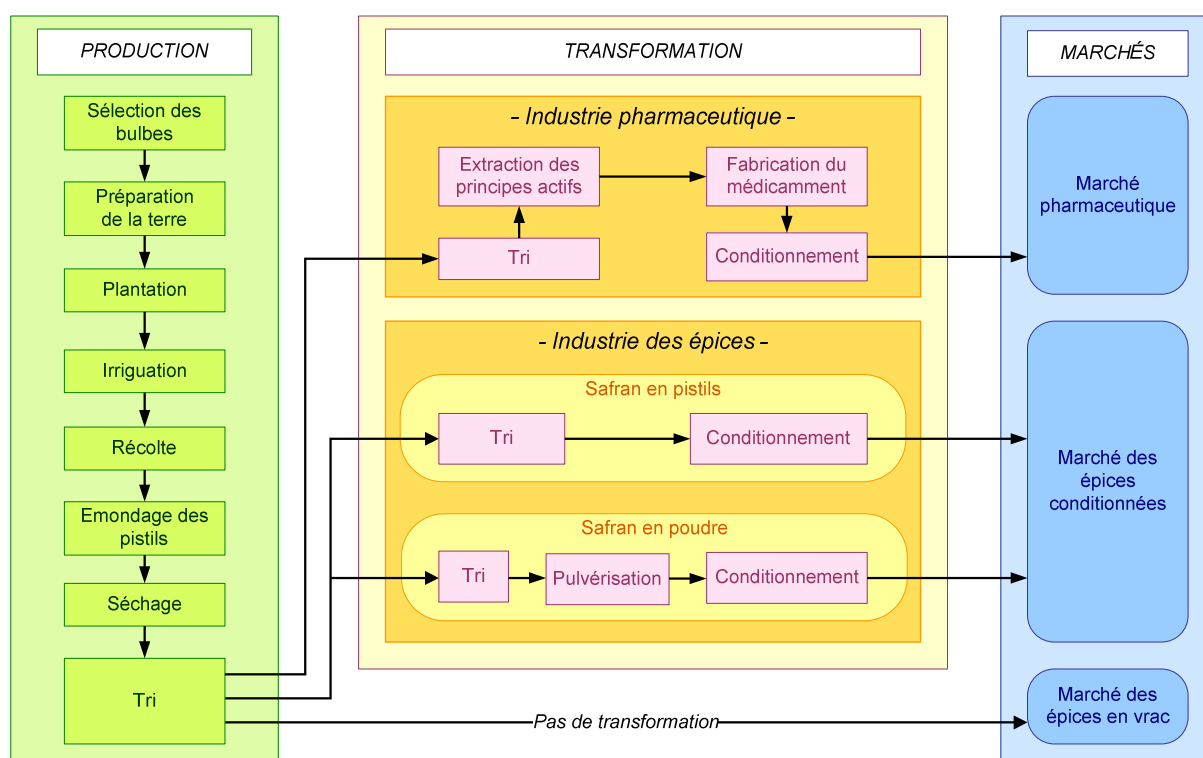 PRODUCTION
Sélection des
bulbes
Préparation
de la terre
Plantation
Irriguation
Récolte
Emondage des
pistils
Séchage
Tri
TRANSFORMATION
- Industrie pharmaceutique -
Extraction des
principes actifs
Fabrication du
médicamment
Tri
Conditionnement
- Industrie des épices -
Safran en pistils
Tri
Conditionnement
Safran en poudre
Tri
Pulvérisation
Conditionnement
Pas de transformation
MARCHÉS
Marché
pharmaceutique
Marché des
épices
conditionnées
Marché des
épices en vrac